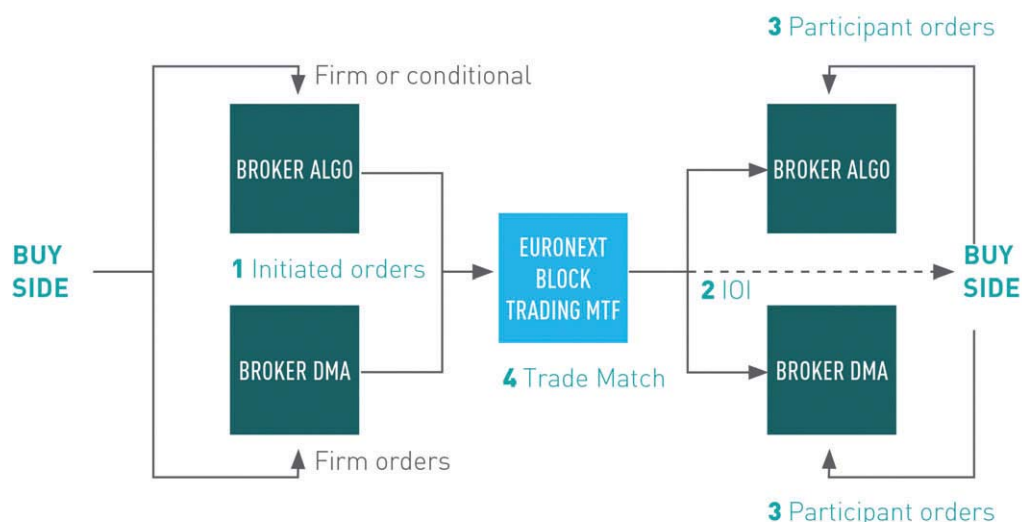 3 Participant orders
Firm or conditional
BROKER ALGO
BROKER ALGO
BUY
SIDE
1 Initiated orders
EURONEXT
BLOCK
TRADING MTF
2 IOI
BUY
SIDE
BROKER DMA
4 Trade Match
BROKER DMA
Firm orders
3 Participant orders